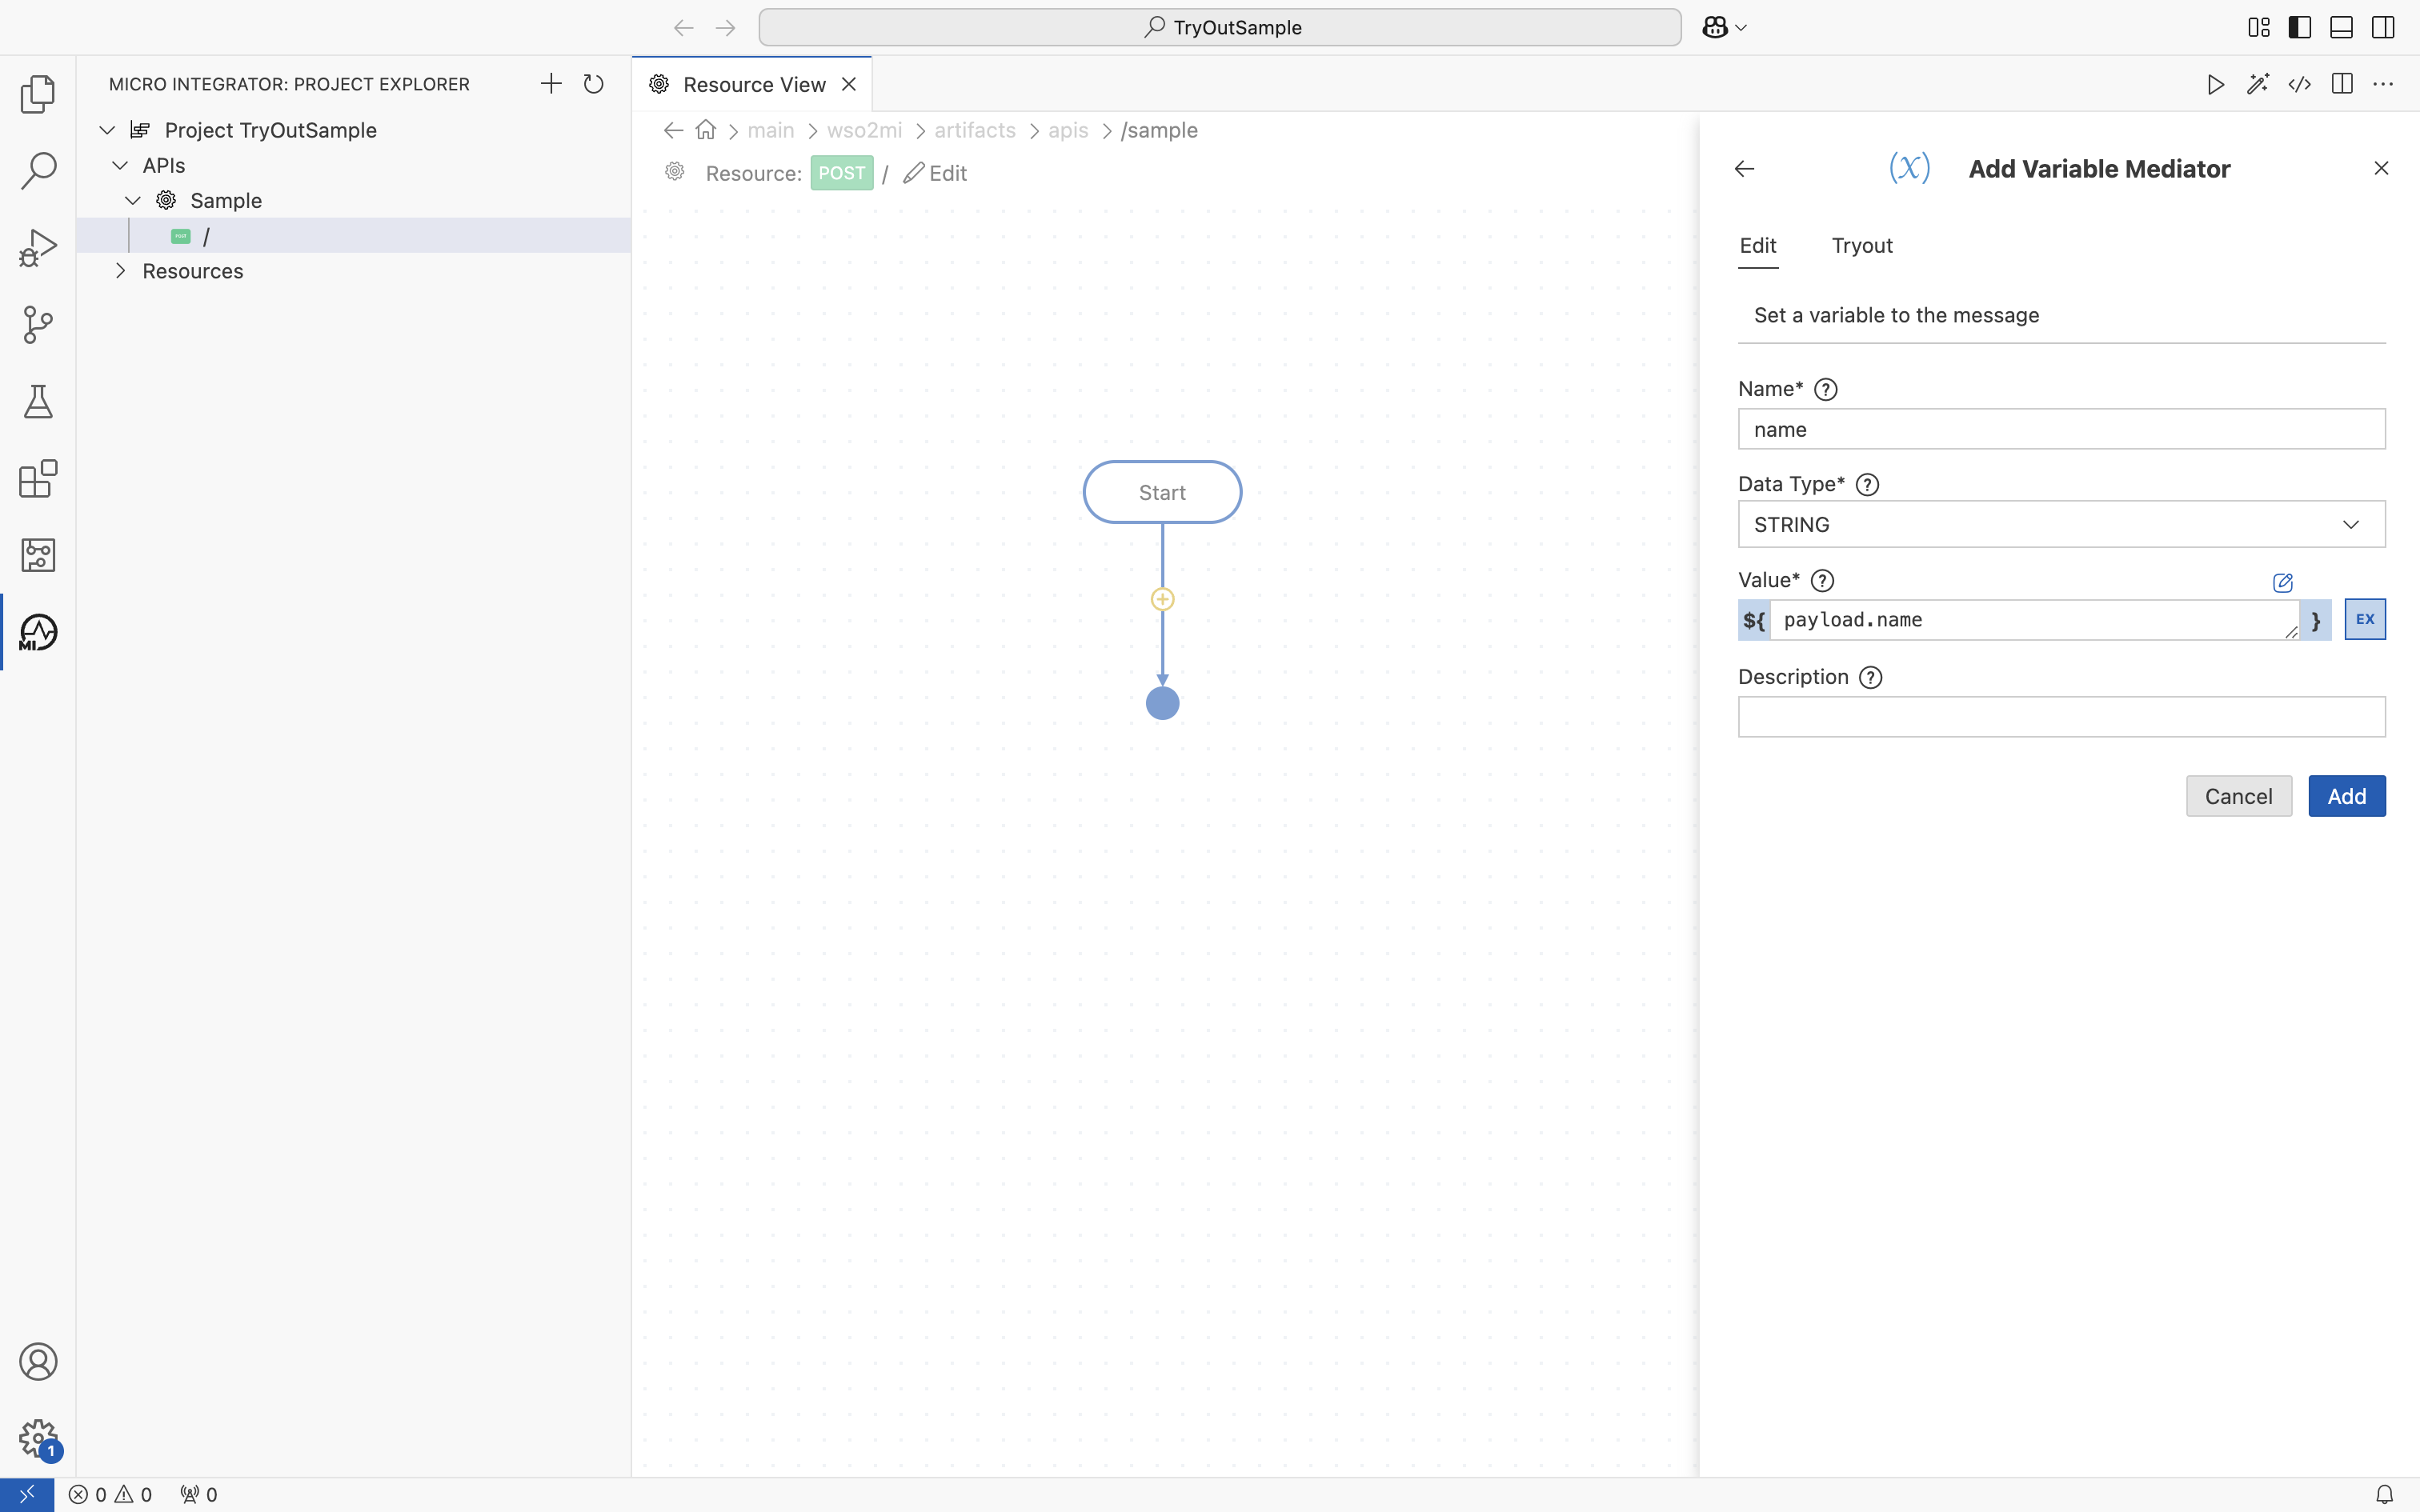 TryOutSample
MICRO INTEGRATOR: PROJECT EXPLORER
Project TryOutSample
APIs
Sample
/
Resources
Resource View
main
wso2mi
artifacts
apis
/sample
Resource: POST / Edit
Start
(X) Add Variable Mediator
Edit Tryout
Set a variable to the message
Name* ?
name
Data Type* ?
STRING
Value* ?
${ payload.name } EX
Description ?
Cancel Add
MI
1
0 0 0